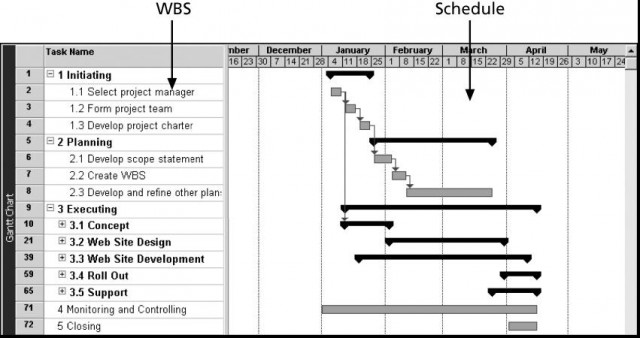 WBS Schedule
Task Name mber December January February March April May
16 23 30 7 14 21 28 4 11 18 25 1 8 15 22 1 8 15 22 29 5 12 19 26 3 10 17 24
1 1 Initiating
2 1.1 Select project manager
3 1.2 Form project team
4 1.3 Develop project charter
5 2 Planning
6 2.1 Develop scope statement
7 2.2 Create WBS
8 2.3 Develop and refine other plans
9 3 Executing
10 3.1 Concept
21 3.2 Web Site Design
39 3.3 Web Site Development
59 3.4 Roll Out
65 3.5 Support
71 4 Monitoring and Controlling
72 5 Closing
Gantt Chart